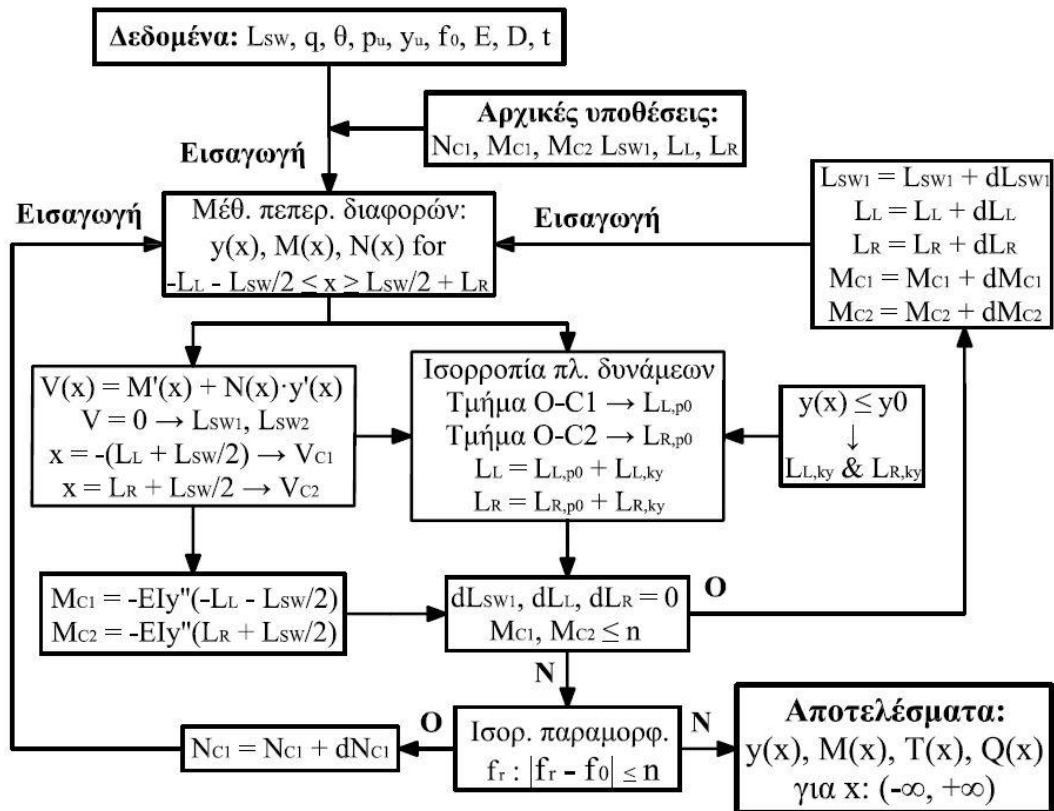 Δεδομένα: LSW, q, θ, pu, yu, f0, E, D, t
Αρχικές υποθέσεις:
NC1, MC1, MC2 LSW1, LL, LR
Εισαγωγή
Εισαγωγή
Μέθ. πεπερ. διαφορών:
y(x), M(x), N(x) for
-LL - LSW/2 ≤ x ≥ LSW/2 + LR
Εισαγωγή
LSW1 = LSW1 + dLSW1
LL = LL + dLL
LR = LR + dLR
MC1 = MC1 + dMC1
MC2 = MC2 + dMC2
V(x) = M'(x) + N(x)·y'(x)
V = 0 → LSW1, LSW2
x = -(LL + LSW/2) → VC1
x = LR + LSW/2 → VC2
Ισορροπία πλ. δυνάμεων
Τμήμα O-C1 → LL,p0
Τμήμα O-C2 → LR,p0
LL = LL,p0 + LL,ky
LR = LR,p0 + LR,ky
y(x) ≤ y0
↓
LL,ky & LR,ky
MC1 = -EIy"(-LL - LSW/2)
MC2 = -EIy"(LR + LSW/2)
dLSW1, dLL, dLR = 0
MC1, MC2 ≤ n
O
N
NC1 = NC1 + dNC1
O
Ισορ. παραμορφ.
fr : |fr - f0| ≤ n
N
Αποτελέσματα:
y(x), M(x), T(x), Q(x)
για x: (-∞, +∞)